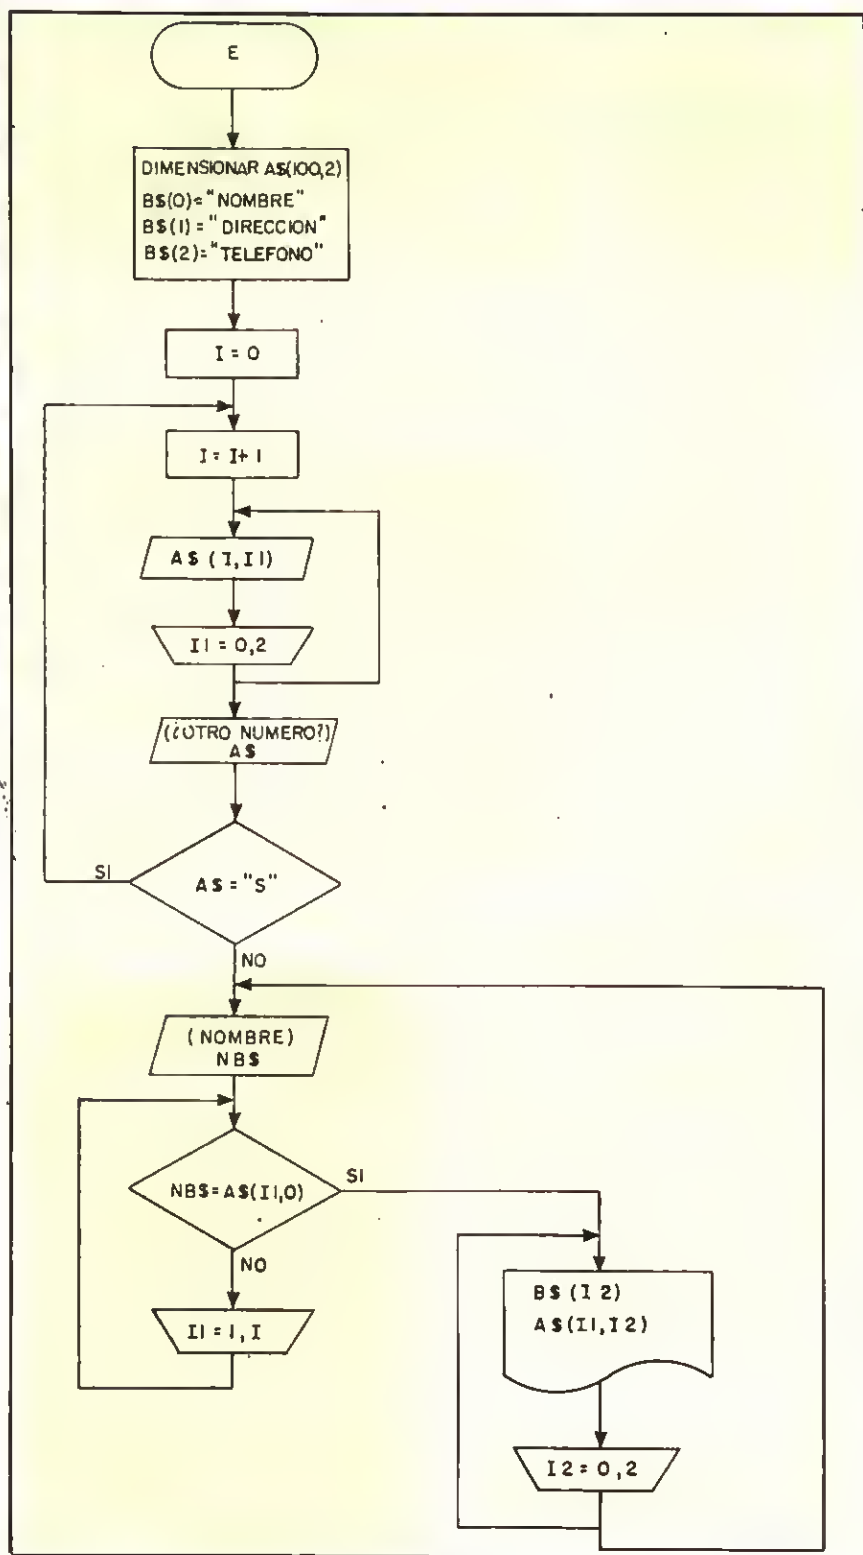 E
DIMENSIONAR A$(100,2)
B$(0)="NOMBRE"
B$(1)="DIRECCION"
B$(2)="TELEFONO"
I = 0
I = I+ 1
A$ (I,I1)
I1 = 0,2
(¿OTRO NUMERO?)
A$
SI
A$ = "S"
NO
(NOMBRE)
NB$
NB$=A$(I1,0)
SI
NO
I1 = 1, I
B$ (I2)
A$(I1,I2)
I2=0,2